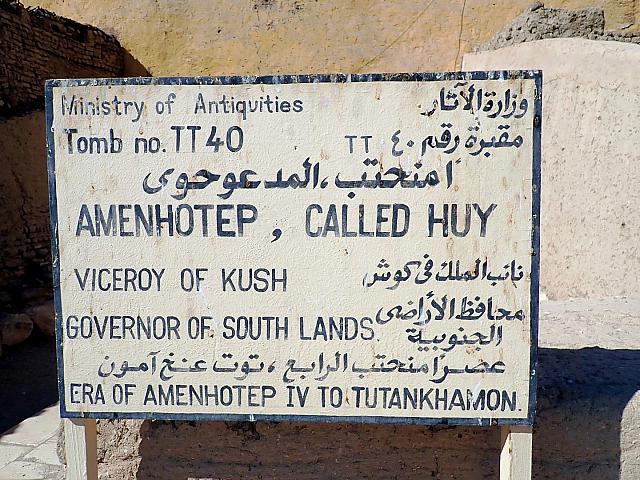 Ministry of Antiquities وزارة الآثار
Tomb no. TT 40 مقبرة رقم ٤٠ TT
امنحتب، المدعو حوى
AMENHOTEP, CALLED HUY
VICEROY OF KUSH نائب الملك فى كوش
محافظ الأراضى
GOVERNOR OF SOUTH LANDS. الجنوبية
عصر امنحتب الرابع، توت عنخ آمون
ERA OF AMENHOTEP IV TO TUTANKHAMON.